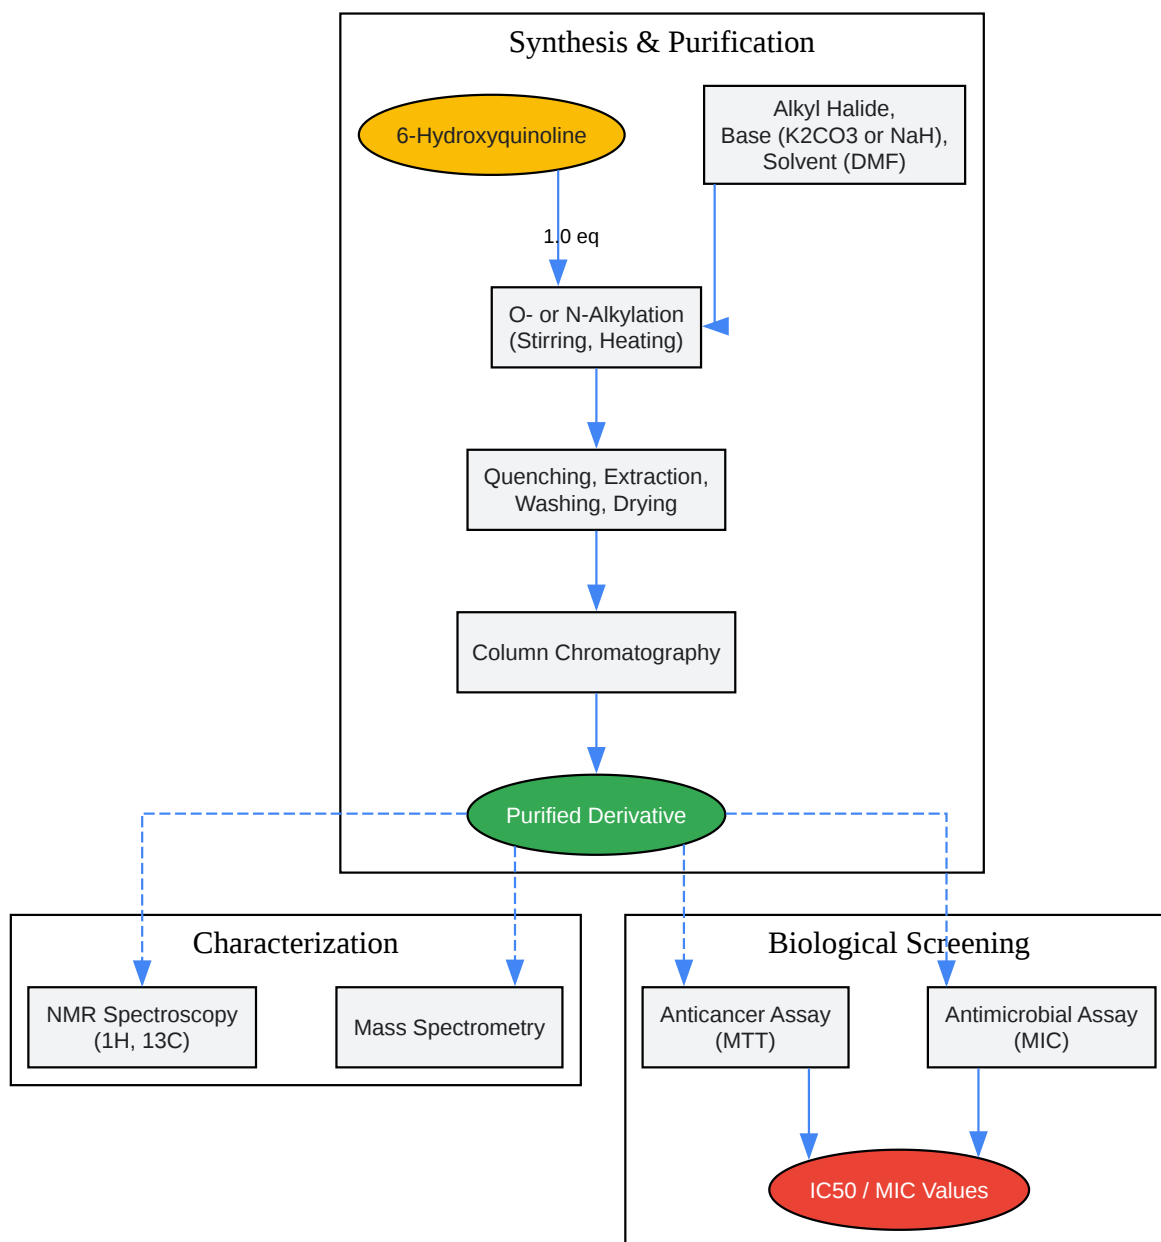 Synthesis & Purification
6-Hydroxyquinoline
Alkyl Halide,
Base (K2CO3 or NaH),
Solvent (DMF)
1.0 eq
O- or N-Alkylation
(Stirring, Heating)
Quenching, Extraction,
Washing, Drying
Column Chromatography
Purified Derivative
Characterization
Biological Screening
NMR Spectroscopy
(1H, 13C)
Mass Spectrometry
Anticancer Assay
(MTT)
Antimicrobial Assay
(MIC)
IC50 / MIC Values